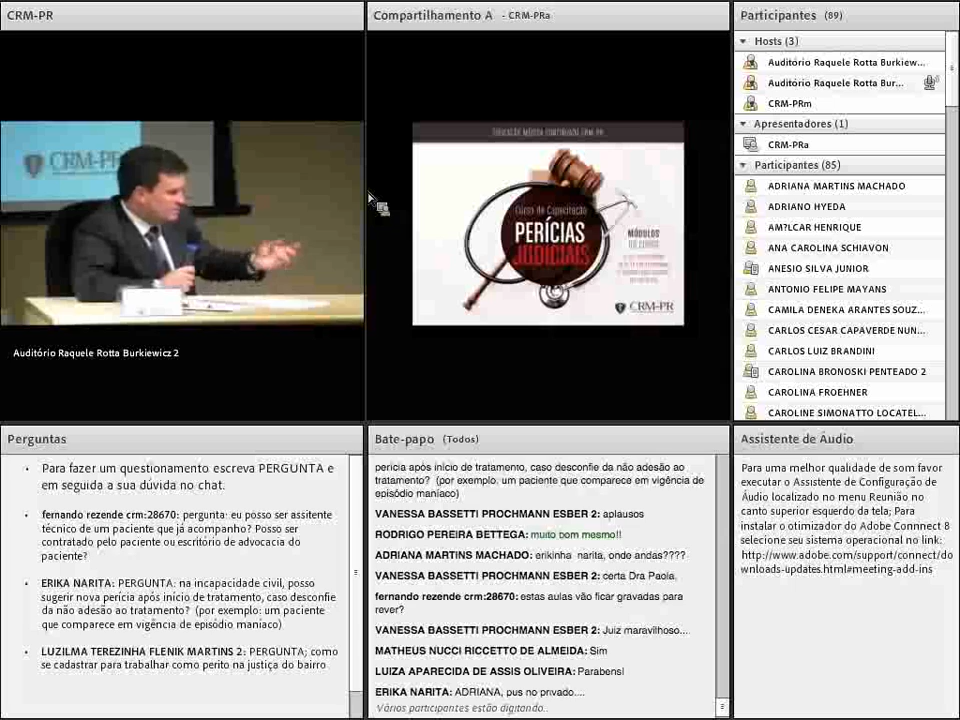 CRM-PR
CRM-PR
Auditório Raquele Rotta Burkiewicz 2
Compartilhamento A - CRM-PRa
EDUCAÇÃO MÉDICA CONTINUADA CRM-PR
Curso de Capacitação
PERÍCIAS
JUDICIAIS
MÓDULOS
DO CURSO
CRM-PR
Participantes (89)
Hosts (3)
Auditório Raquele Rotta Burkiew...
Auditório Raquele Rotta Bur...
CRM-PRm
Apresentadores (1)
CRM-PRa
Participantes (85)
ADRIANA MARTINS MACHADO
ADRIANO HYEDA
AM?LCAR HENRIQUE
ANA CAROLINA SCHIAVON
ANESIO SILVA JUNIOR
ANTONIO FELIPE MAYANS
CAMILA DENEKA ARANTES SOUZ...
CARLOS CESAR CAPAVERDE NUN...
CARLOS LUIZ BRANDINI
CAROLINA BRONOSKI PENTEADO 2
CAROLINA FROEHNER
CAROLINE SIMONATTO LOCATEL...
Perguntas
• Para fazer um questionamento escreva PERGUNTA e
em seguida a sua dúvida no chat.
• fernando rezende crm:28670: pergunta: eu posso ser assitente
técnico de um paciente que já acompanho? Posso ser
contratado pelo paciente ou escritório de advocacia do
paciente?
• ERIKA NARITA: PERGUNTA: na incapacidade civil, posso
sugerir nova perícia após início de tratamento, caso desconfie
da não adesão ao tratamento? (por exemplo: um paciente
que comparece em vigência de episódio maníaco)
• LUZILMA TEREZINHA FLENIK MARTINS 2: PERGUNTA; como
se cadastrar para trabalhar como perito na justiça do bairro
Bate-papo (Todos)
perícia após início de tratamento, caso desconfie da não adesão ao
tratamento? (por exemplo, um paciente que comparece em vigência de
episódio maníaco)
VANESSA BASSETTI PROCHMANN ESBER 2: aplausos
RODRIGO PEREIRA BETTEGA: muito bom mesmo!!
ADRIANA MARTINS MACHADO: erikinha narita, onde andas????
VANESSA BASSETTI PROCHMANN ESBER 2: certa Dra Paola.
fernando rezende crm:28670: estas aulas vão ficar gravadas para
rever?
VANESSA BASSETTI PROCHMANN ESBER 2: Juiz maravilhoso....
MATHEUS NUCCI RICCETTO DE ALMEIDA: Sim
LUIZA APARECIDA DE ASSIS OLIVEIRA: Parabens!
ERIKA NARITA: ADRIANA, pus no privado....
Vários participantes estão digitando..
Assistente de Áudio
Para uma melhor qualidade de som favor
executar o Assistente de Configuração de
Áudio localizado no menu Reunião no
canto superior esquerdo da tela; Para
instalar o otimizador do Adobe Connnect 8
selecione seu sistema operacional no link:
http://www.adobe.com/support/connect/do
wnloads-updates.html#meeting-add-ins